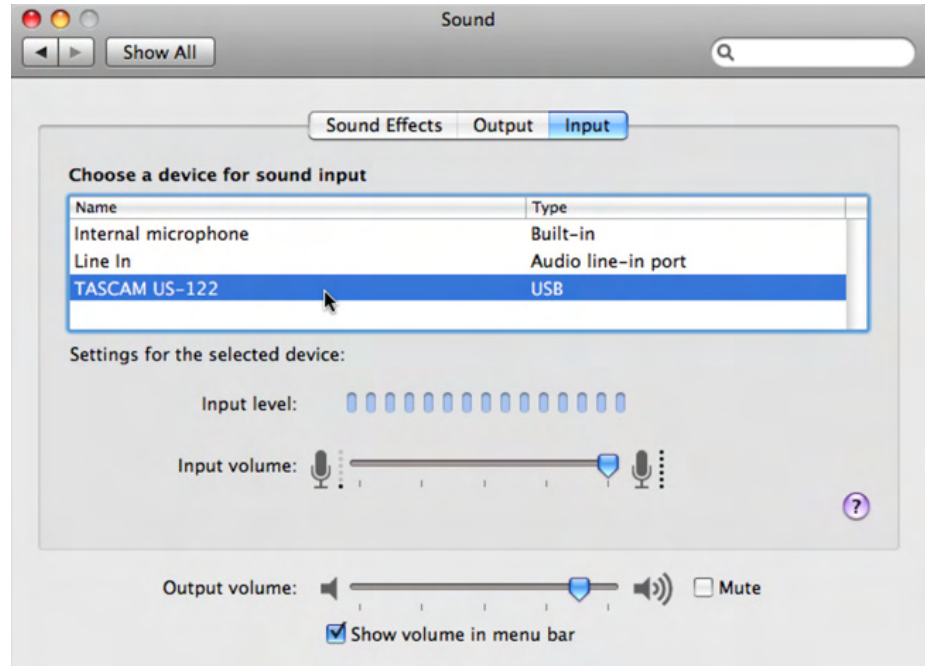 Sound
Show All
Sound Effects Output Input
Choose a device for sound input
Name Type
Internal microphone Built-in
Line In Audio line-in port
TASCAM US-122 USB
Settings for the selected device:
Input level:
Input volume:
?
Output volume: Mute
Show volume in menu bar